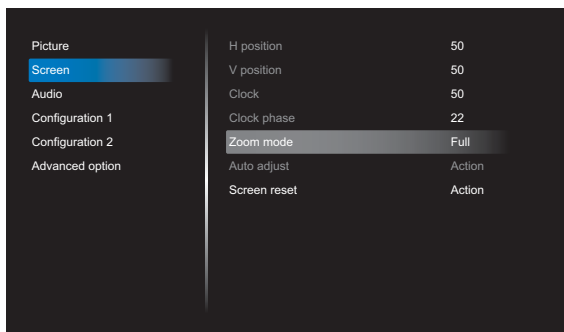 Picture
Screen
Audio
Configuration 1
Configuration 2
Advanced option
H position 50
V position 50
Clock 50
Clock phase 22
Zoom mode Full
Auto adjust Action
Screen reset Action